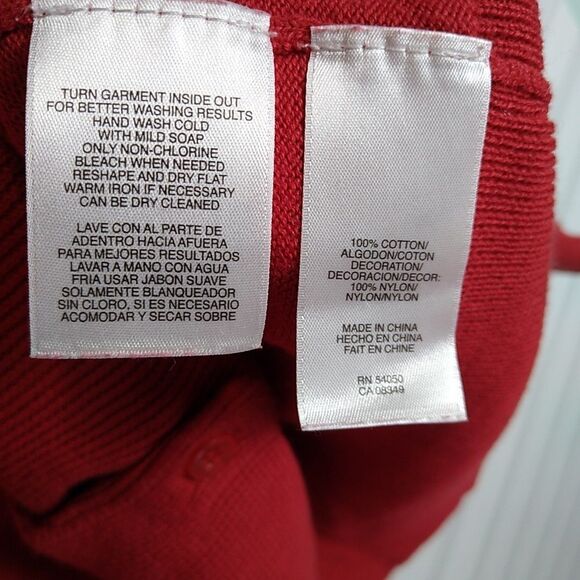 TURN GARMENT INSIDE OUT
FOR BETTER WASHING RESULTS
HAND WASH COLD
WITH MILD SOAP
ONLY NON-CHLORINE
BLEACH WHEN NEEDED
RESHAPE AND DRY FLAT
WARM IRON IF NECESSARY
CAN BE DRY CLEANED
LAVE CON AL PARTE DE
ADENTRO HACIA AFUERA
PARA MEJORES RESULTADOS
LAVAR A MANO CON AGUA
FRIA USAR JABON SUAVE
SOLAMENTE BLANQUEADOR
SIN CLORO, SI ES NECESARIO
ACOMODAR Y SECAR SOBRE
100% COTTON/
ALGODON/COTON
DECORATION/
DECORACION/DECOR:
100% NYLON/
NYLON/NYLON
MADE IN CHINA
HECHO EN CHINA
FAIT EN CHINE
RN 54050
CA 08349